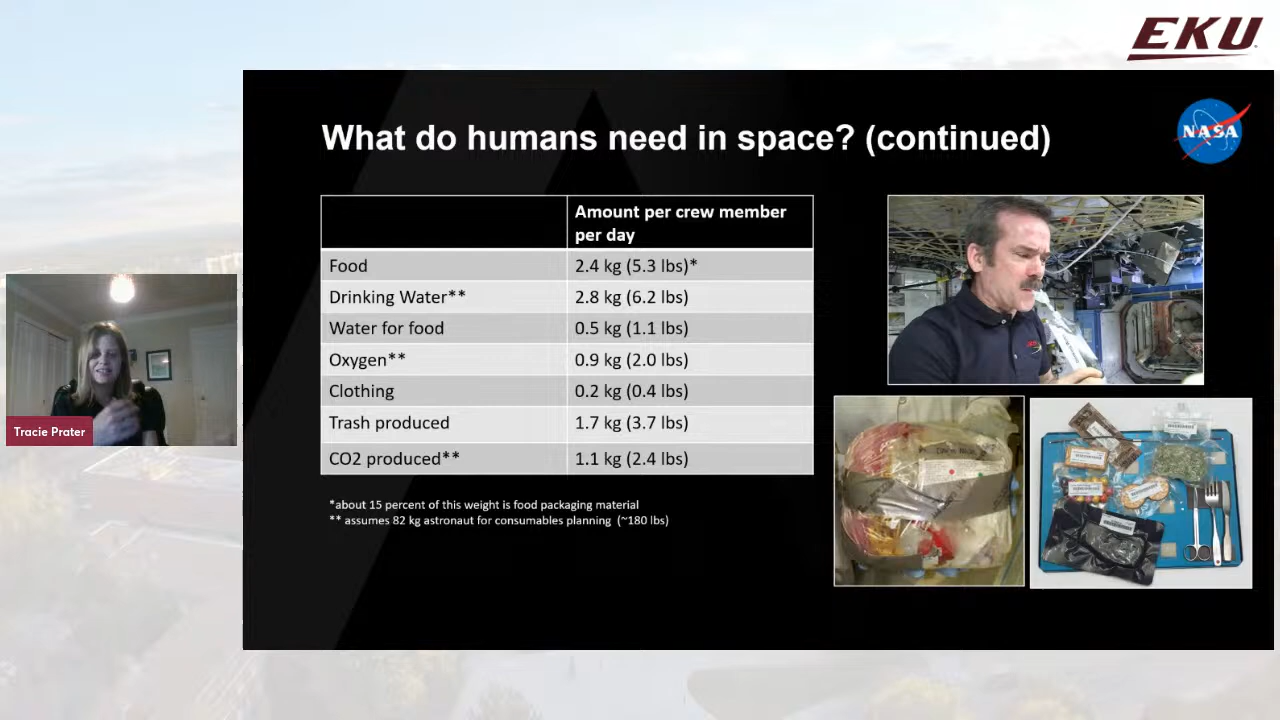 EKU
What do humans need in space? (continued)
NASA
Amount per crew member
per day
Food 2.4 kg (5.3 lbs)*
Drinking Water** 2.8 kg (6.2 lbs)
Water for food 0.5 kg (1.1 lbs)
Oxygen** 0.9 kg (2.0 lbs)
Clothing 0.2 kg (0.4 lbs)
Trash produced 1.7 kg (3.7 lbs)
CO2 produced** 1.1 kg (2.4 lbs)
*about 15 percent of this weight is food packaging material
** assumes 82 kg astronaut for consumables planning (~180 lbs)
Tracie Prater